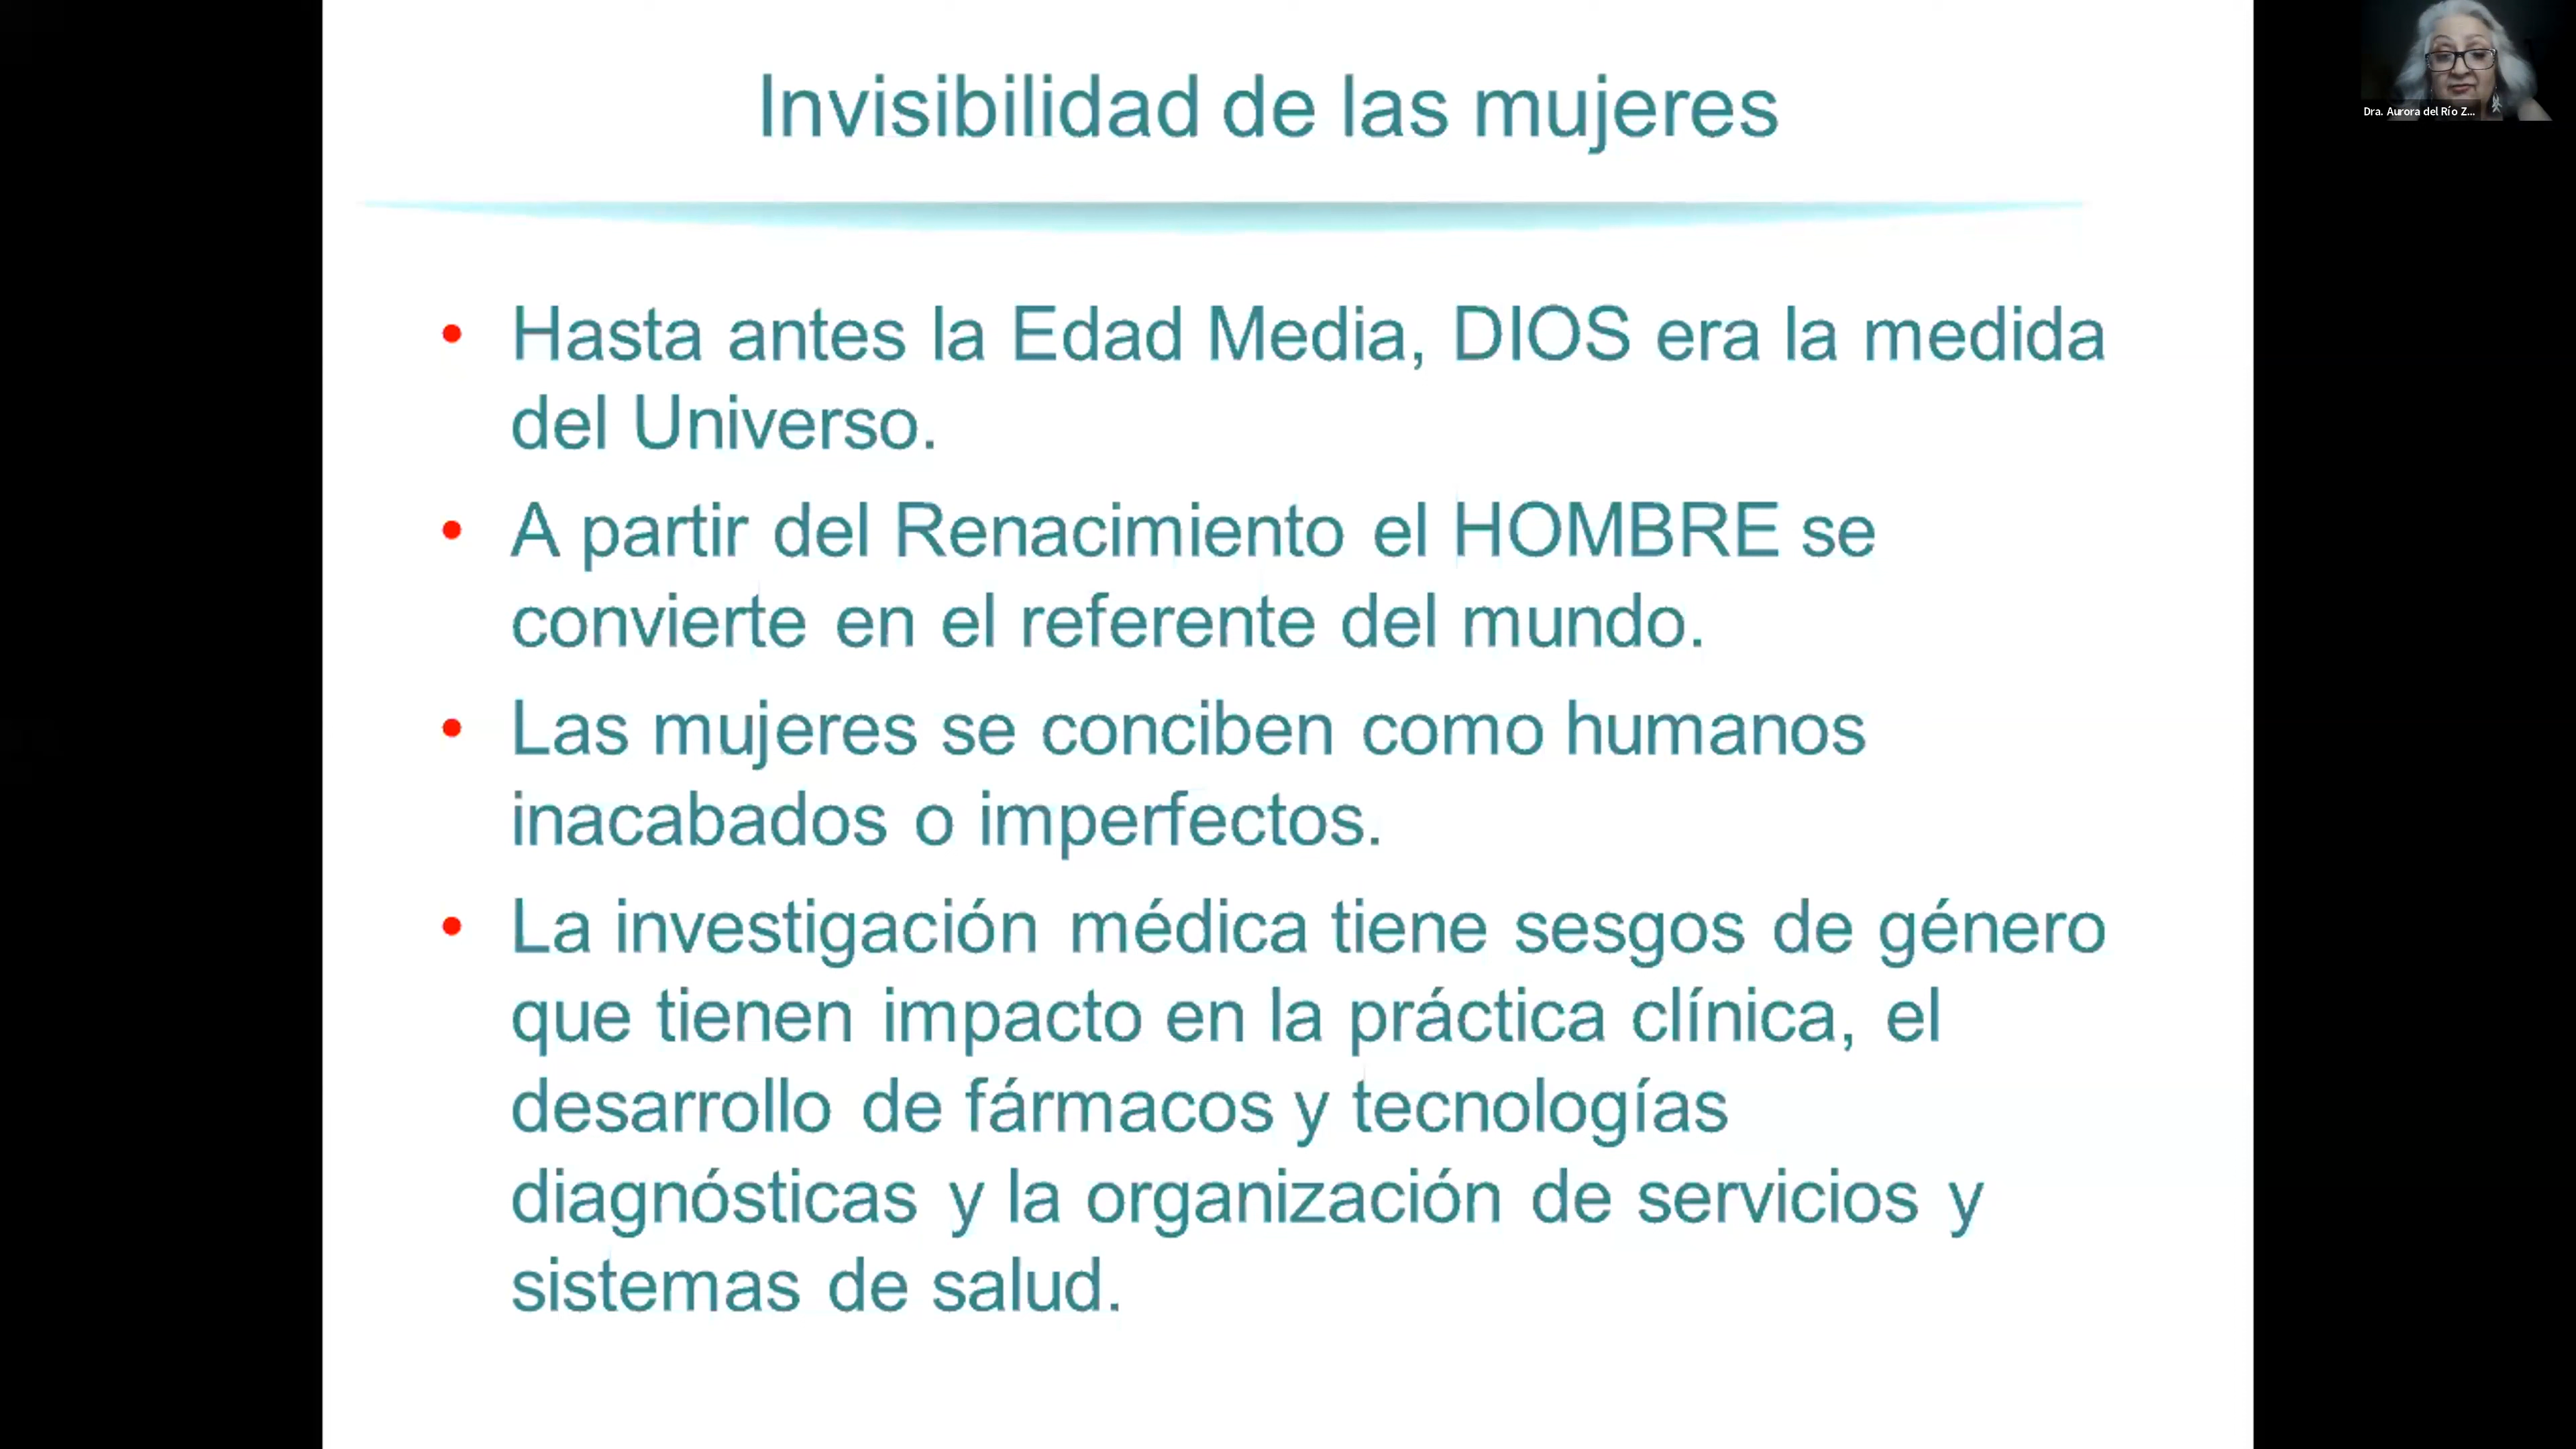 Invisibilidad de las mujeres
Dra. Aurora del Río Z...
• Hasta antes la Edad Media, DIOS era la medida
del Universo.
• A partir del Renacimiento el HOMBRE se
convierte en el referente del mundo.
• Las mujeres se conciben como humanos
inacabados o imperfectos.
• La investigación médica tiene sesgos de género
que tienen impacto en la práctica clínica, el
desarrollo de fármacos y tecnologías
diagnósticas y la organización de servicios y
sistemas de salud.